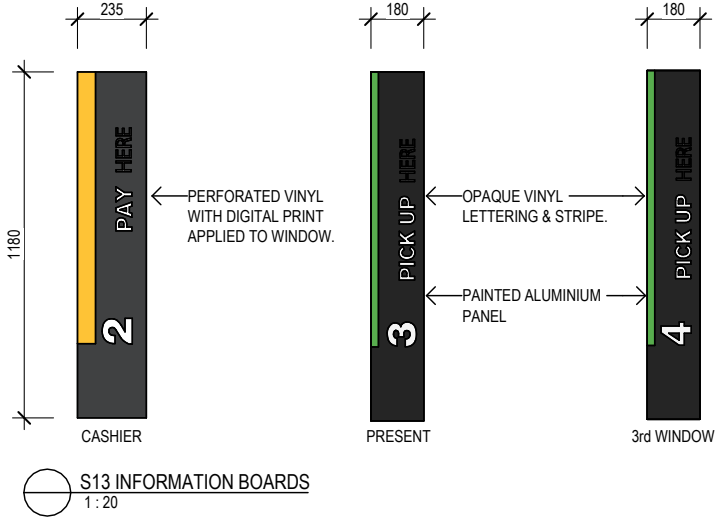 235
180
180
1180
PAY HERE
2
PICK UP HERE
3
PICK UP HERE
4
PERFORATED VINYL
WITH DIGITAL PRINT
APPLIED TO WINDOW.
OPAQUE VINYL
LETTERING & STRIPE.
PAINTED ALUMINIUM
PANEL
CASHIER
PRESENT
3rd WINDOW
S13 INFORMATION BOARDS
1 : 20